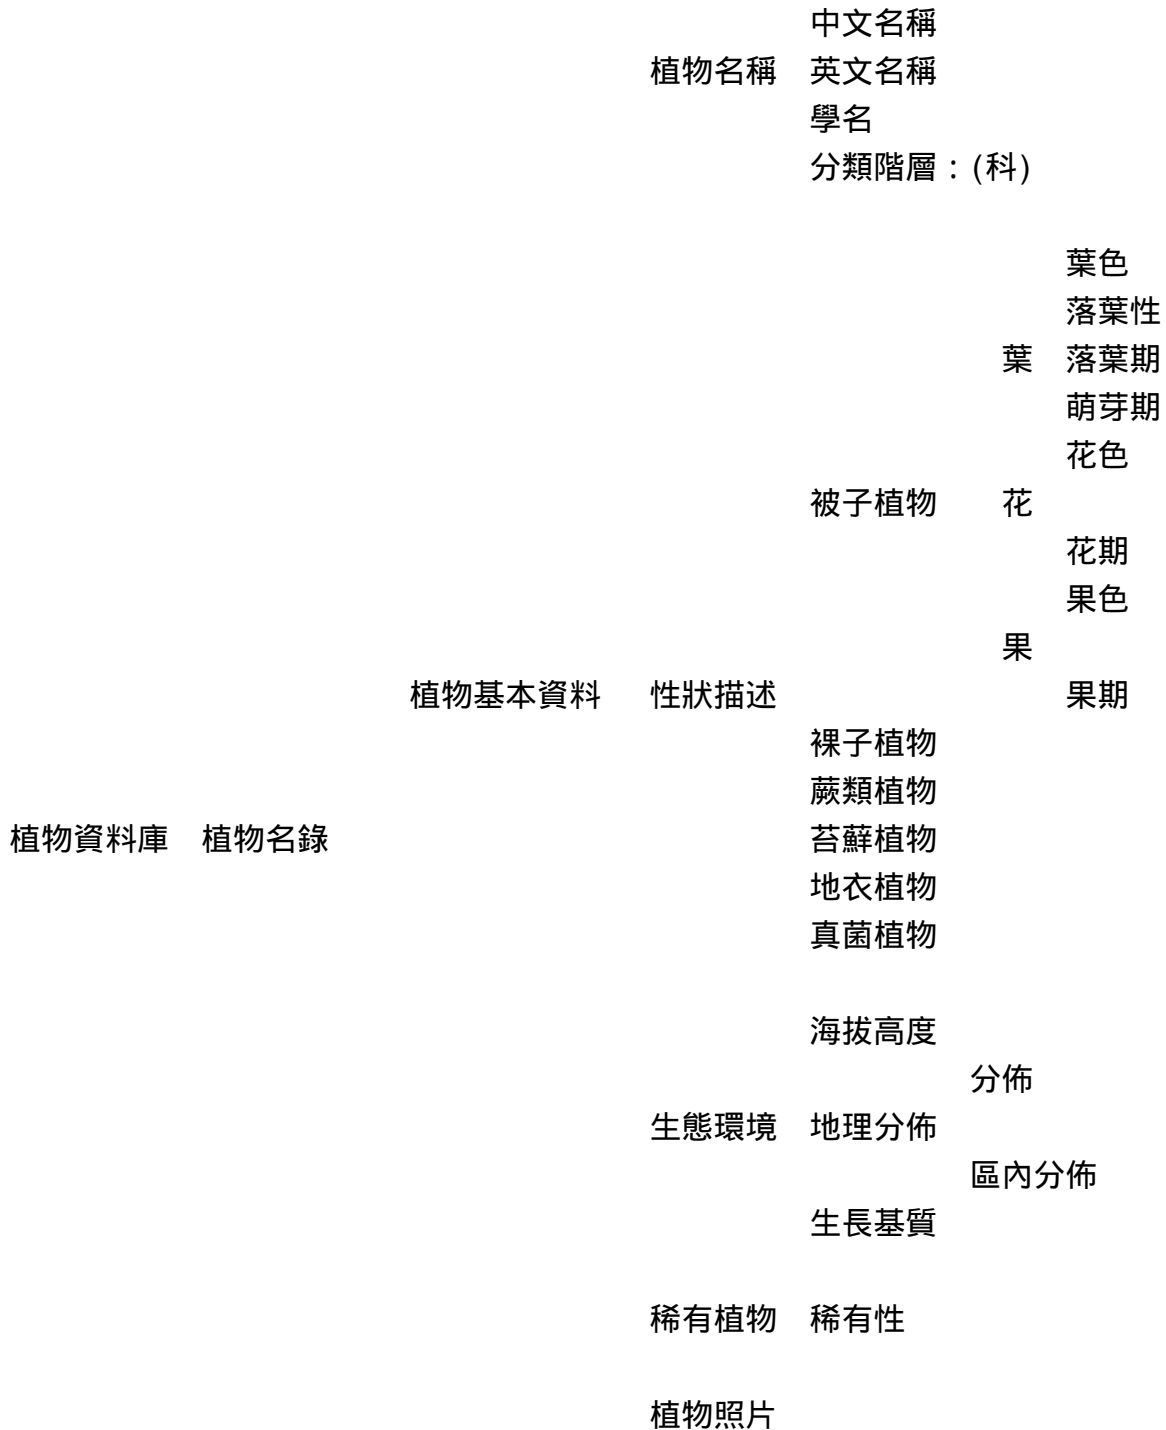 中文名稱
植物名稱 英文名稱
學名
分類階層：(科)
葉色
落葉性
葉 落葉期
萌芽期
花色
被子植物 花
花期
果色
果
植物基本資料 性狀描述 果期
裸子植物
蕨類植物
植物資料庫 植物名錄 苔蘚植物
地衣植物
真菌植物
海拔高度
分佈
生態環境 地理分佈
區內分佈
生長基質
稀有植物 稀有性
植物照片